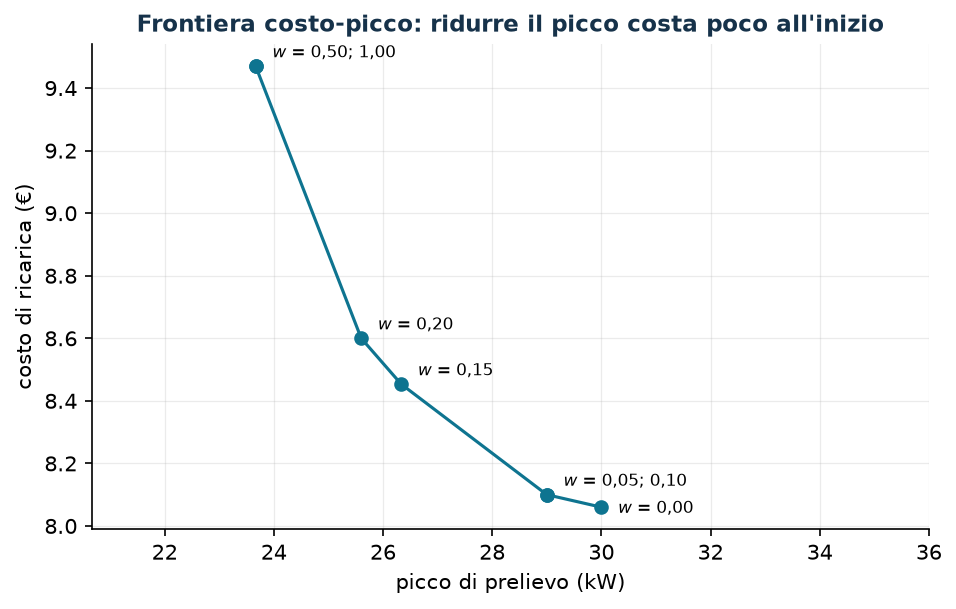 Frontiera costo-picco: ridurre il picco costa poco all'inizio
costo di ricarica (€)
9.4
9.2
9.0
8.8
8.6
8.4
8.2
8.0
w = 0,50; 1,00
w = 0,20
w = 0,15
w = 0,05; 0,10
w = 0,00
22 24 26 28 30 32 34 36
picco di prelievo (kW)